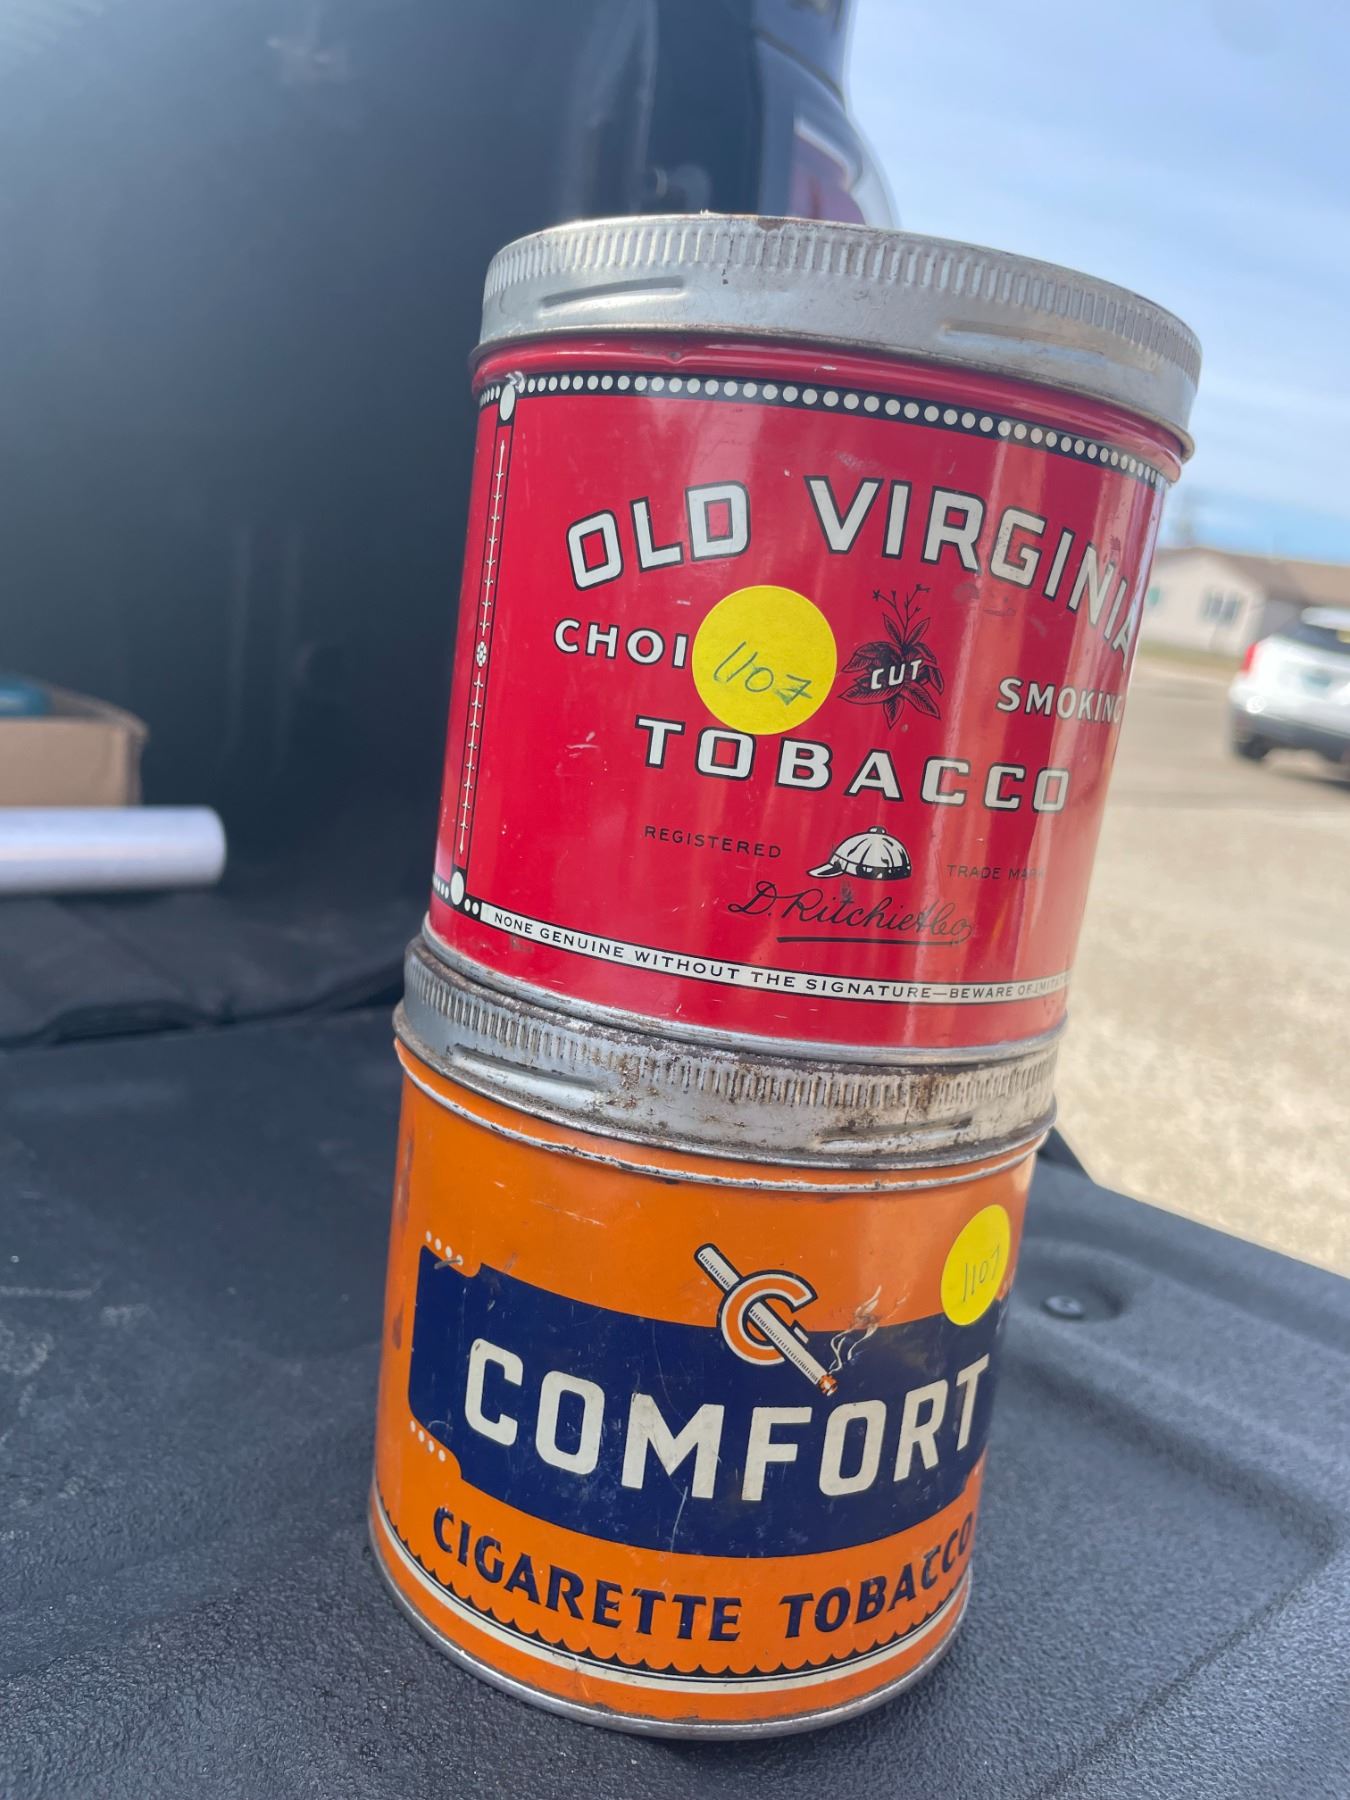 OLD VIRGINIA
CHOI
1107
CUT
SMOKING
TOBACCO
REGISTERED
TRADE MARK
D. Ritchie & Co
NONE GENUINE WITHOUT THE SIGNATURE—BEWARE OF IMITAT
1107
C
COMFORT
CIGARETTE TOBACCO